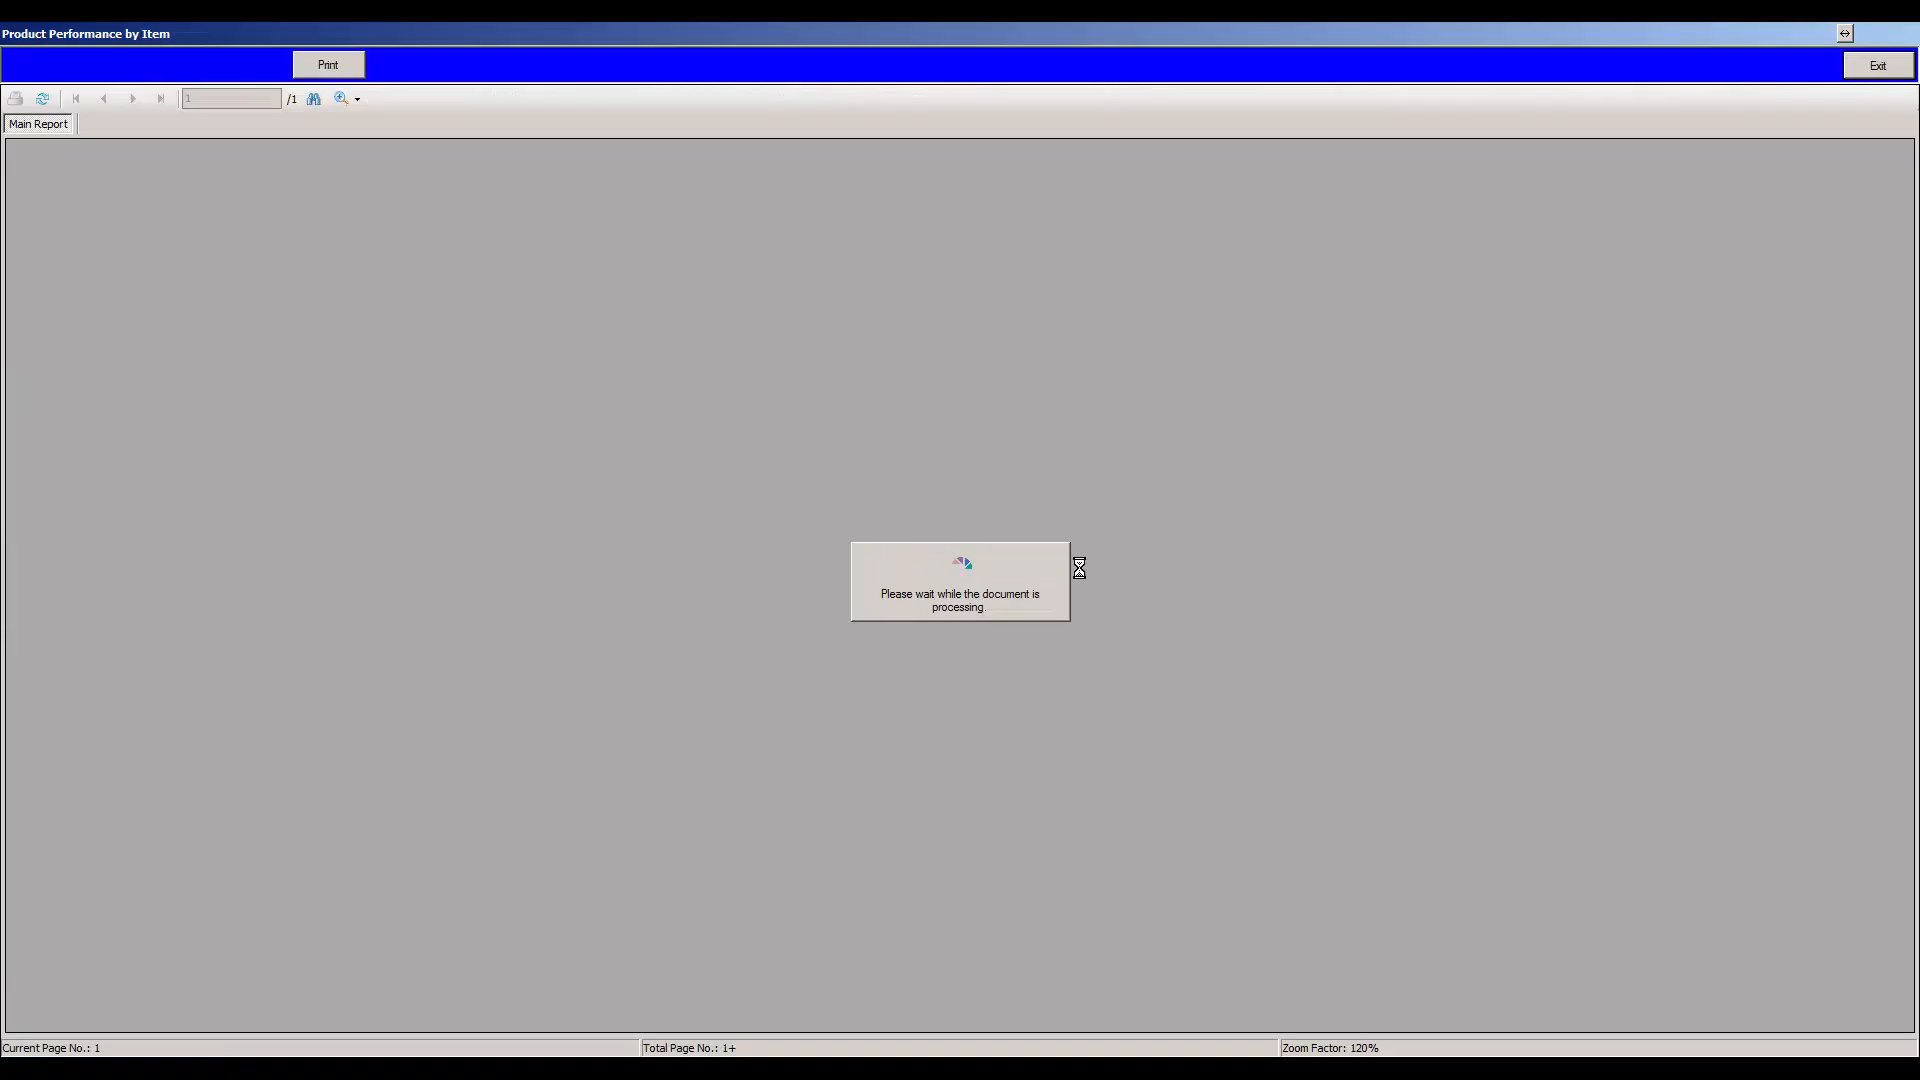 Product Performance by Item
Print
Exit
1
/1
Main Report
Please wait while the document is
processing.
Current Page No.: 1
Total Page No.: 1+
Zoom Factor: 120%